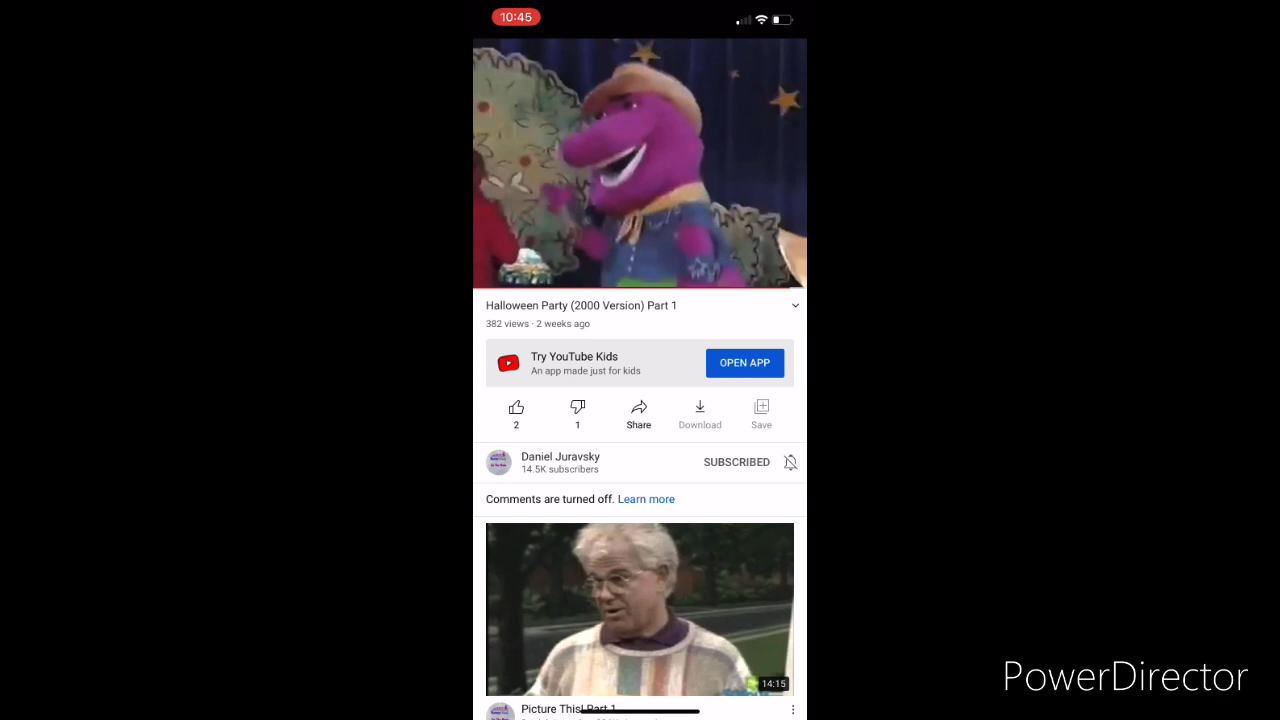 10:45
Halloween Party (2000 Version) Part 1
382 views · 2 weeks ago
Try YouTube Kids
An app made just for kids
OPEN APP
2
1
Share
Download
Save
Daniel Juravsky
14.5K subscribers
SUBSCRIBED
Comments are turned off. Learn more
14:15
Picture This! Part 1
PowerDirector